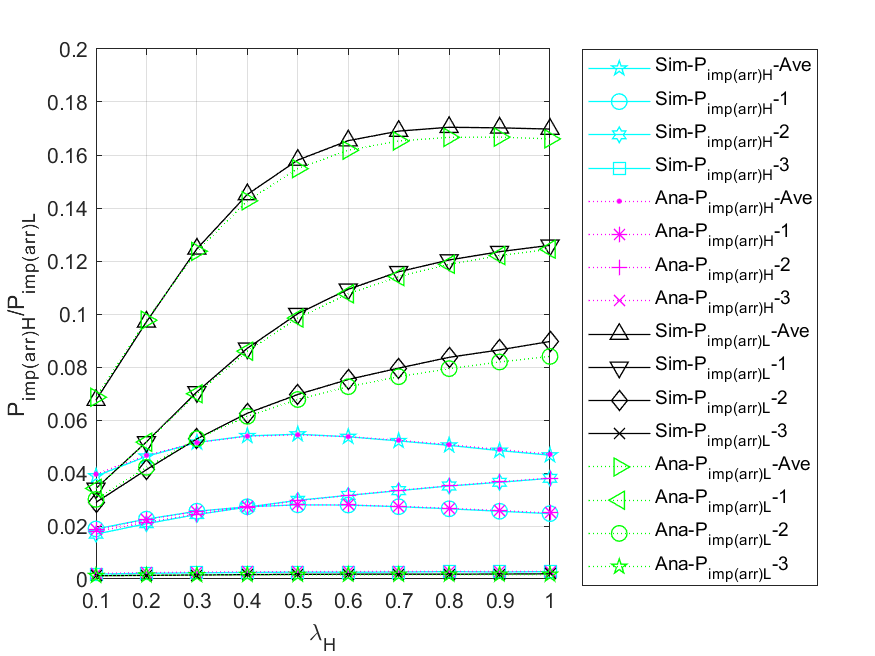 0.2
0.18
0.16
0.14
0.12
0.1
0.08
0.06
0.04
0.02
0
P_imp(arr)H/P_imp(arr)L
0.1 0.2 0.3 0.4 0.5 0.6 0.7 0.8 0.9 1
λ_H
Sim-P_imp(arr)H-Ave
Sim-P_imp(arr)H-1
Sim-P_imp(arr)H-2
Sim-P_imp(arr)H-3
Ana-P_imp(arr)H-Ave
Ana-P_imp(arr)H-1
Ana-P_imp(arr)H-2
Ana-P_imp(arr)H-3
Sim-P_imp(arr)L-Ave
Sim-P_imp(arr)L-1
Sim-P_imp(arr)L-2
Sim-P_imp(arr)L-3
Ana-P_imp(arr)L-Ave
Ana-P_imp(arr)L-1
Ana-P_imp(arr)L-2
Ana-P_imp(arr)L-3